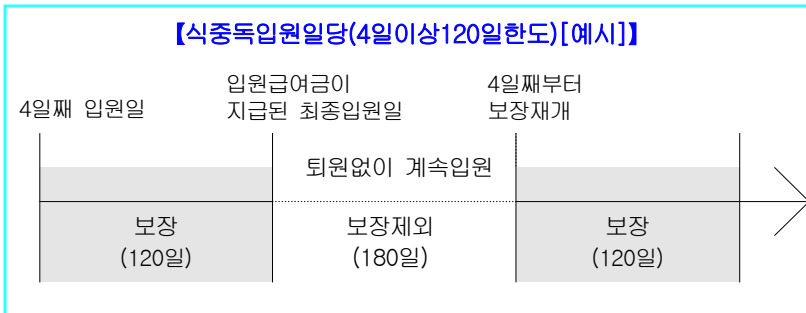 【식중독입원일당(4일이상120일한도)[예시]】
4일째 입원일
입원급여금이
지급된 최종입원일
4일째부터
보장재개
퇴원없이 계속입원
보장
(120일)
보장제외
(180일)
보장
(120일)